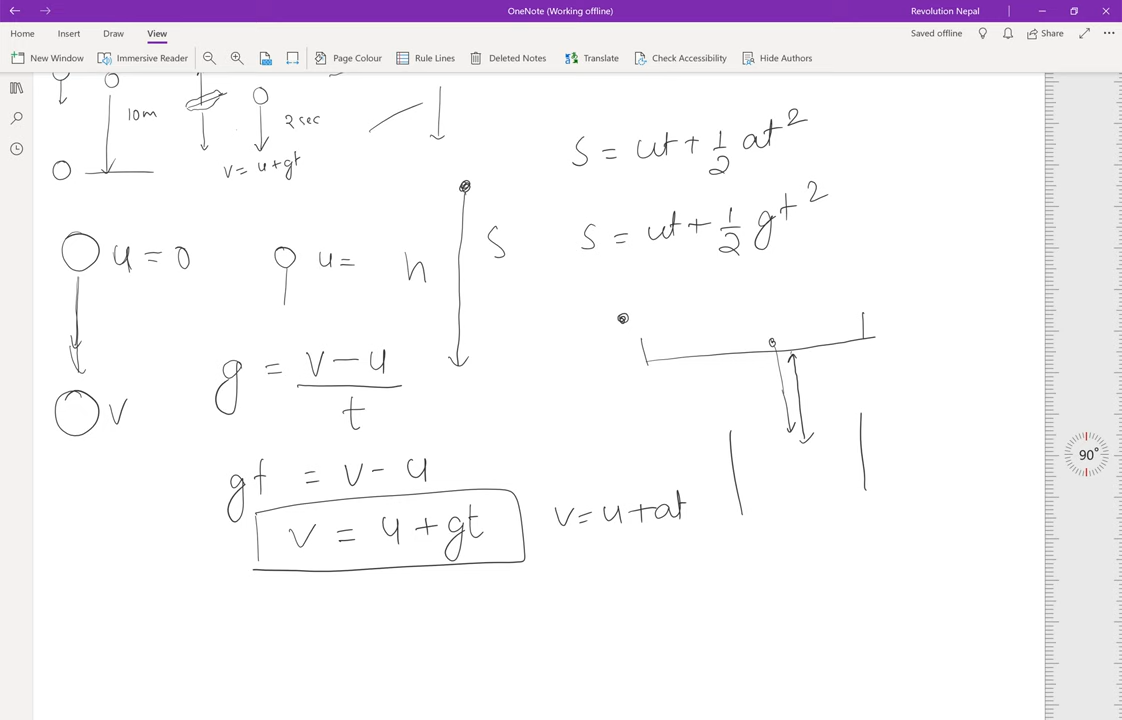 OneNote (Working offline)
Revolution Nepal
Home Insert Draw View
Saved offline
Share
New Window Immersive Reader Page Colour Rule Lines Deleted Notes Translate Check Accessibility Hide Authors
10m
2 sec
v = u + gt
S = ut + 1/2 at²
S = ut + 1/2 gt²
u = 0
u =
h
S
g = v - u / t
v
gt = v - u
v = u + gt
v = u + at
90°